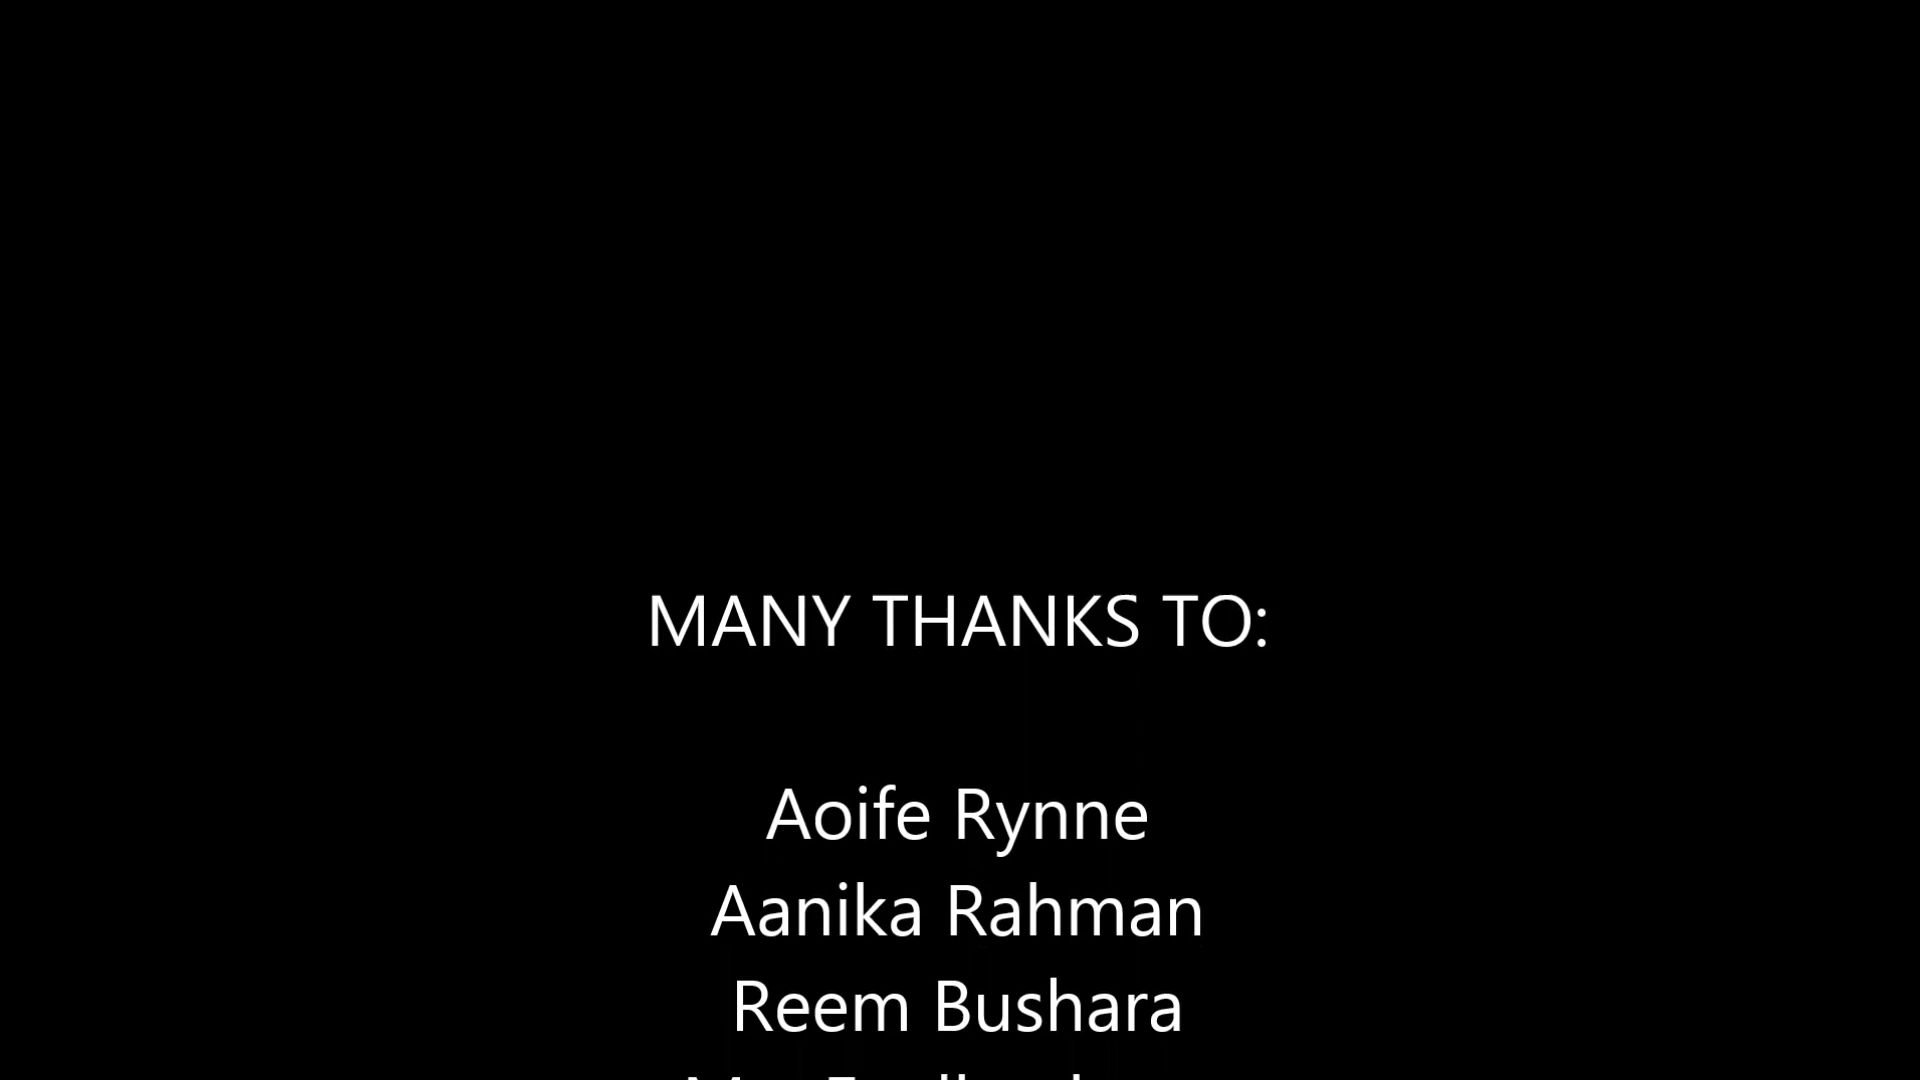 MANY THANKS TO:
Aoife Rynne
Aanika Rahman
Reem Bushara